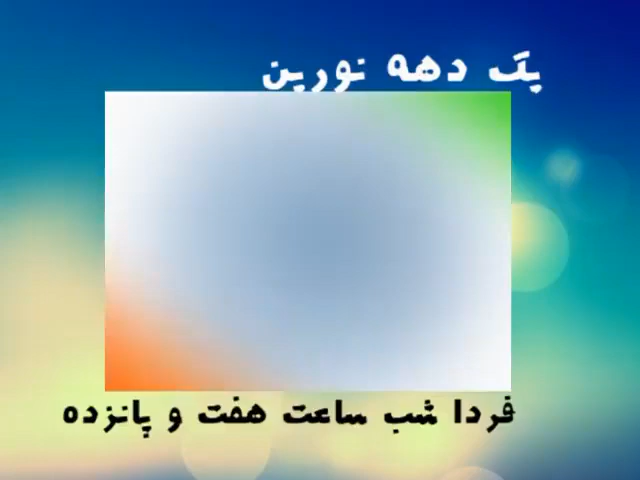 یک دهه نورین
فردا شب ساعت هفت و پانزده